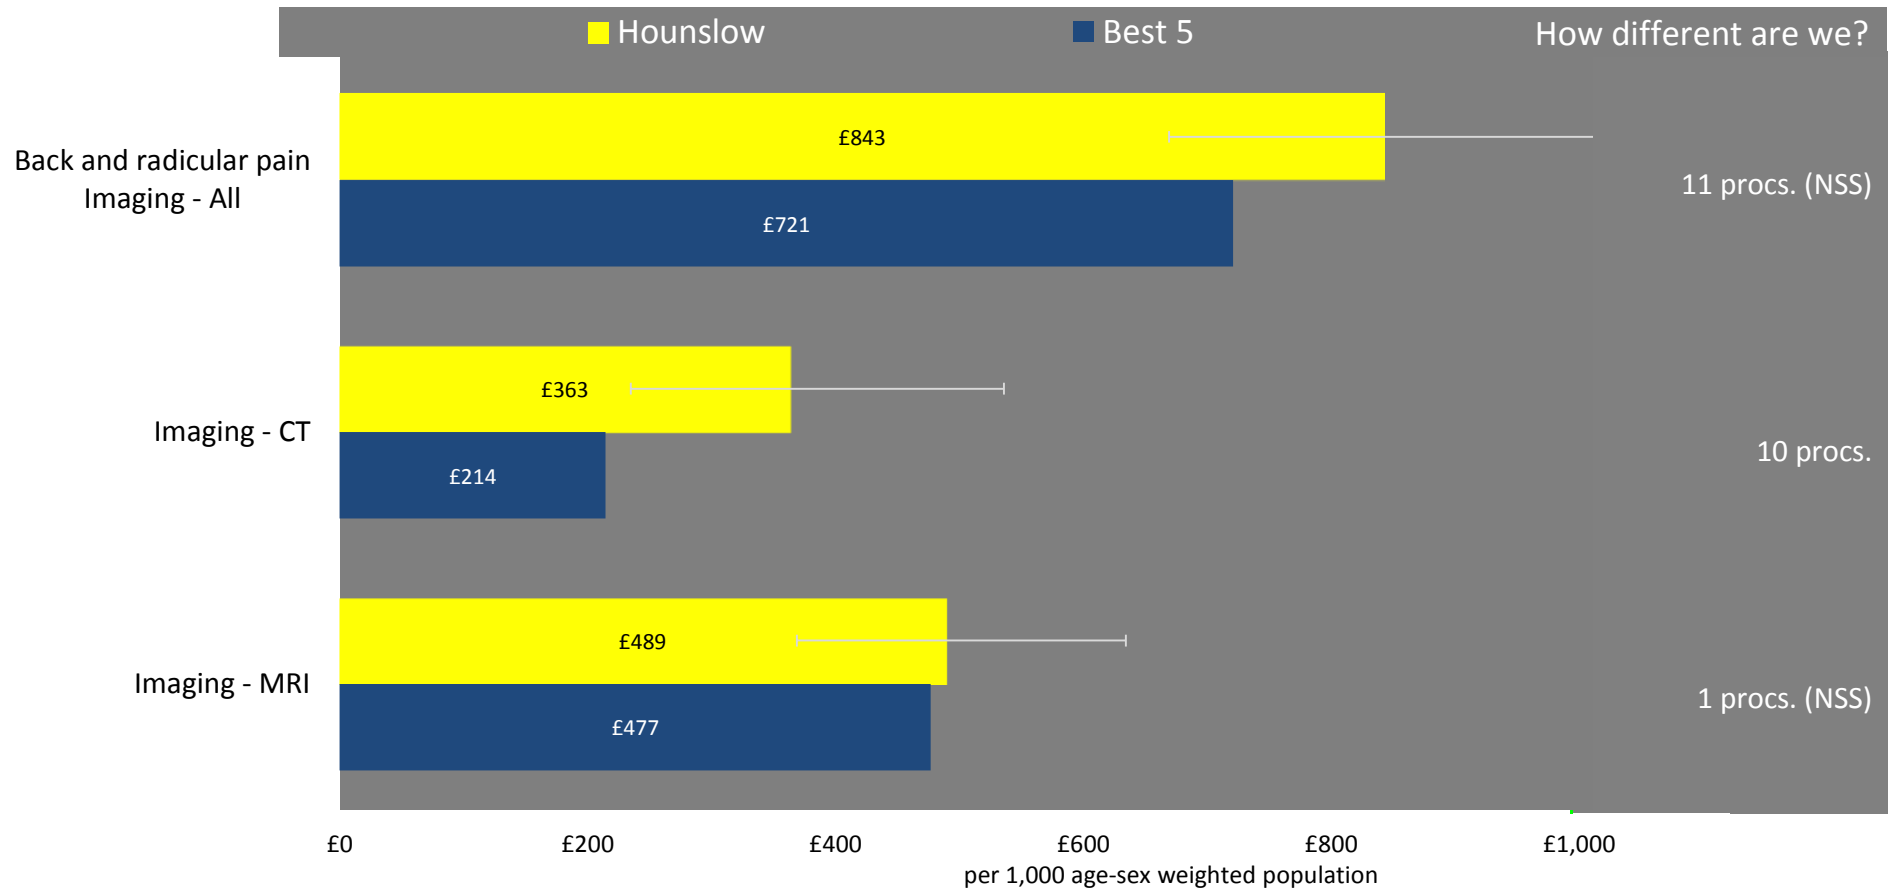 Hounslow
Best 5
How different are we?
Back and radicular pain
Imaging - All
£843
£721
11 procs. (NSS)
Imaging - CT
£363
£214
10 procs.
Imaging - MRI
£489
£477
1 procs. (NSS)
£0
£200
£400
£600
£800
£1,000
per 1,000 age-sex weighted population